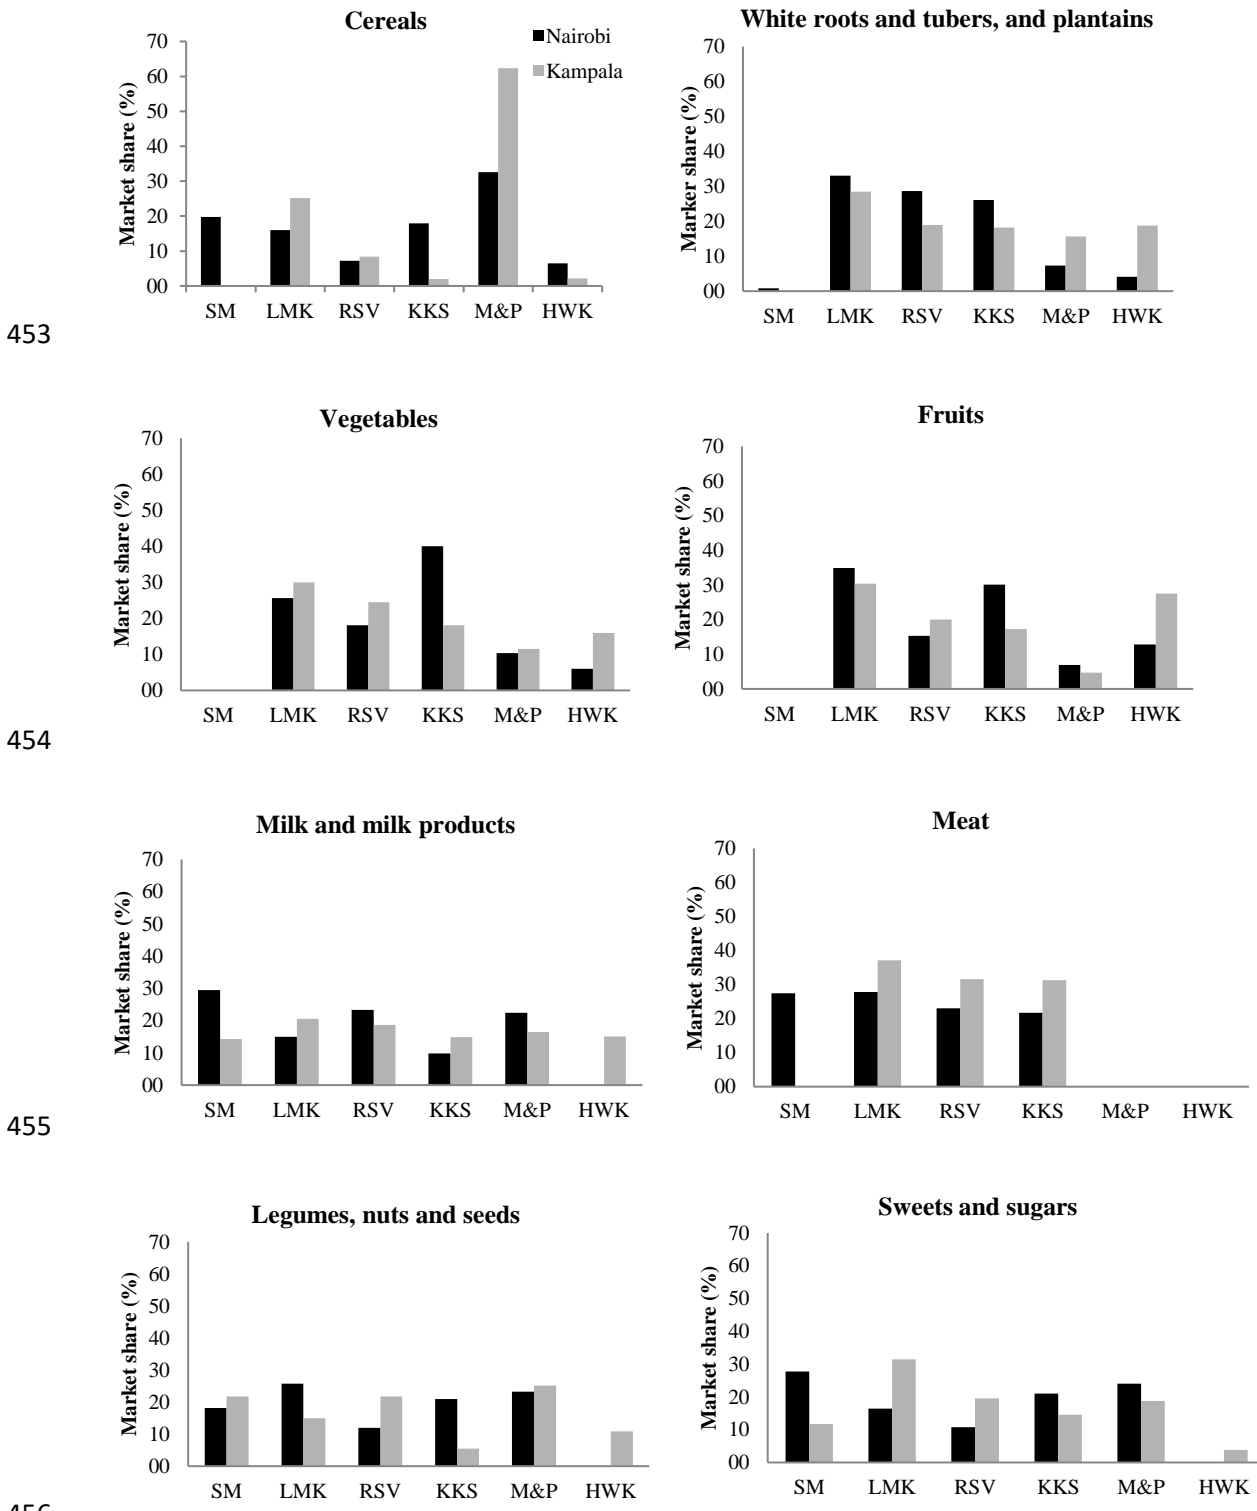 Cereals
Nairobi
Kampala
Market share (%)
70
60
50
40
30
20
10
00
SM LMK RSV KKS M&P HWK
White roots and tubers, and plantains
Marker share (%)
70
60
50
40
30
20
10
00
SM LMK RSV KKS M&P HWK
453
Vegetables
Market share (%)
70
60
50
40
30
20
10
00
SM LMK RSV KKS M&P HWK
Fruits
Market share (%)
70
60
50
40
30
20
10
00
SM LMK RSV KKS M&P HWK
454
Milk and milk products
Market share (%)
70
60
50
40
30
20
10
00
SM LMK RSV KKS M&P HWK
Meat
Market share (%)
70
60
50
40
30
20
10
00
SM LMK RSV KKS M&P HWK
455
Legumes, nuts and seeds
Market share (%)
70
60
50
40
30
20
10
00
SM LMK RSV KKS M&P HWK
Sweets and sugars
Market share (%)
70
60
50
40
30
20
10
00
SM LMK RSV KKS M&P HWK
456